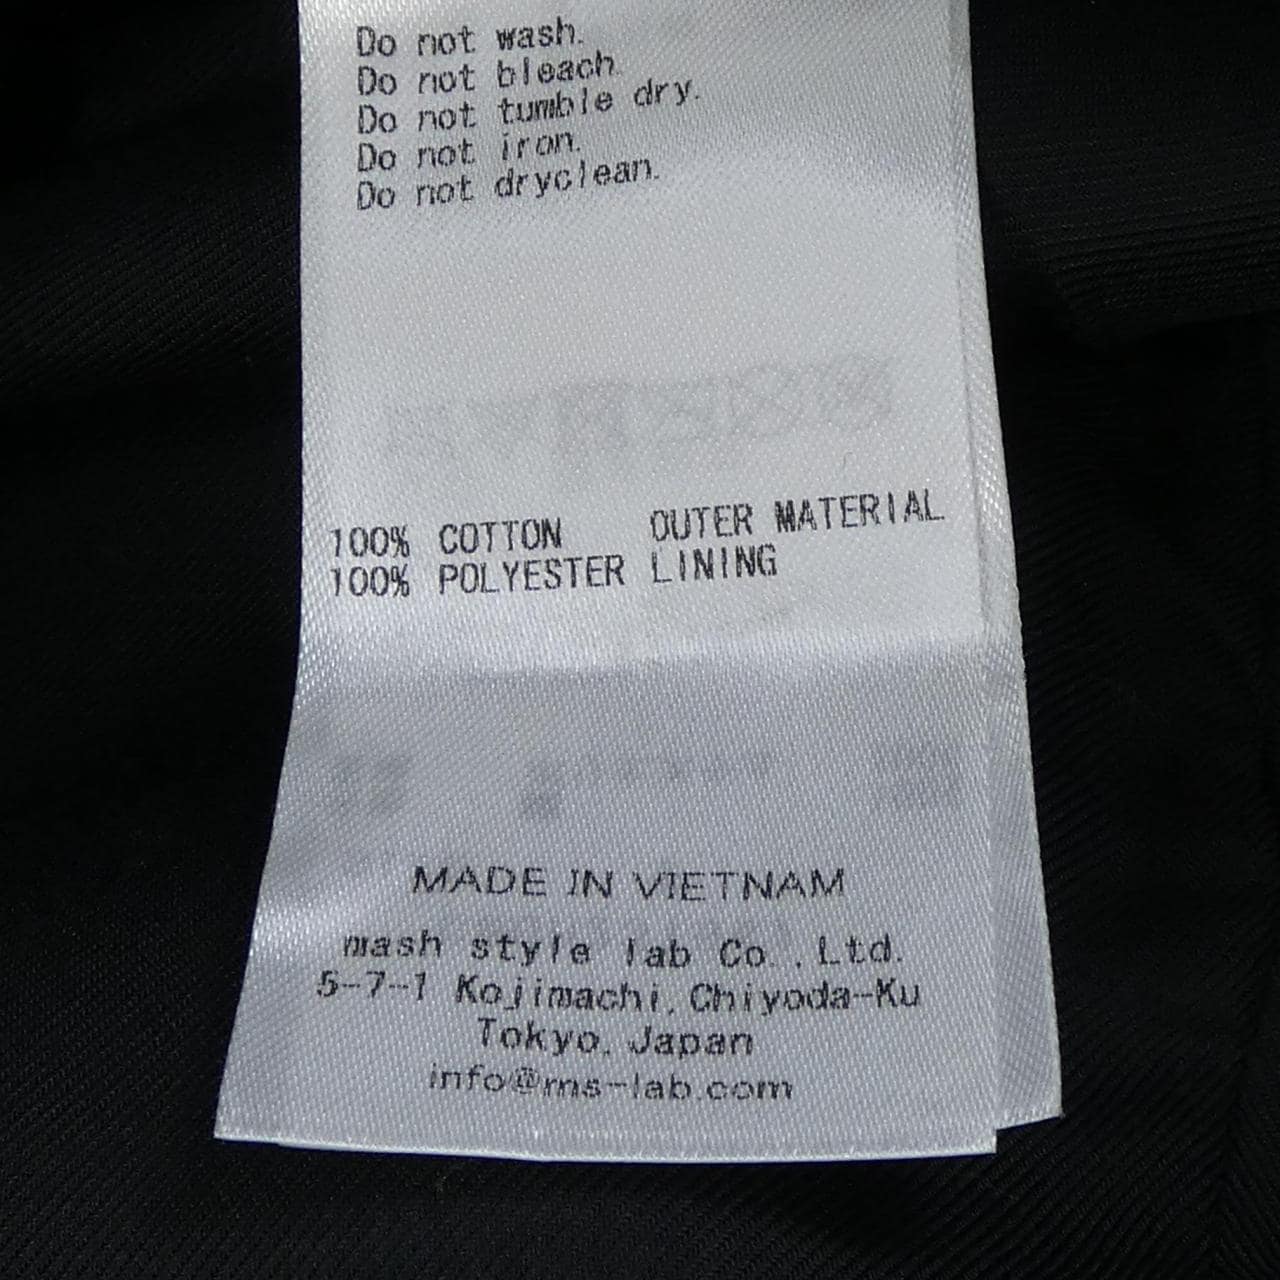 Do not wash.
Do not bleach.
Do not tumble dry.
Do not iron.
Do not dryclean.
100% COTTON OUTER MATERIAL
100% POLYESTER LINING
MADE IN VIETNAM
mash style lab Co.,Ltd.
5-7-1 Kojimachi,Chiyoda-Ku
Tokyo,Japan
info@ms-lab.com